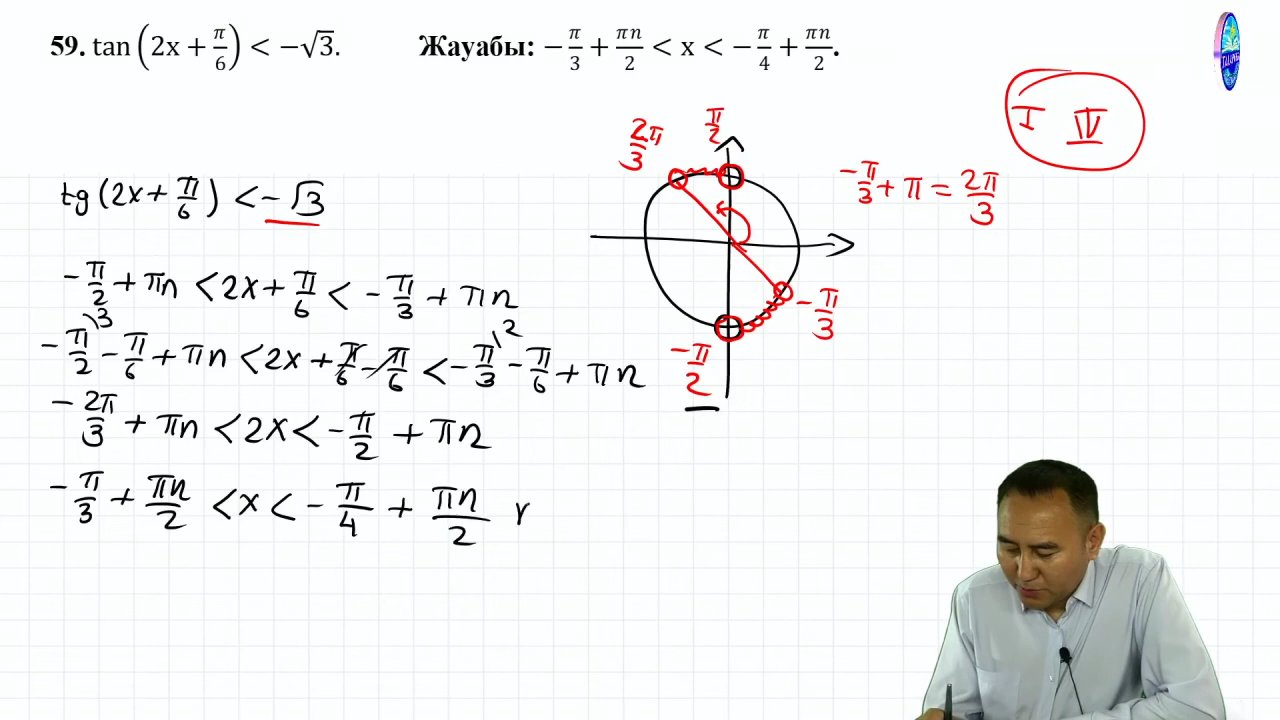 59. tan(2x + π/6) < −√3. Жауабы: −π/3 + πn/2 < x < −π/4 + πn/2.
I IV
2π/3 π/2
−π/3 + π = 2π/3
tg(2x + π/6) < −√3
−π/2 + πn < 2x + π/6 < −π/3 + πn
−π/3
−π/2\3 − π/6 + πn < 2x + π/6 − π/6 < −π/3\2 − π/6 + πn
−π/2
−2π/3 + πn < 2x < −π/2 + πn
−π/3 + πn/2 < x < −π/4 + πn/2